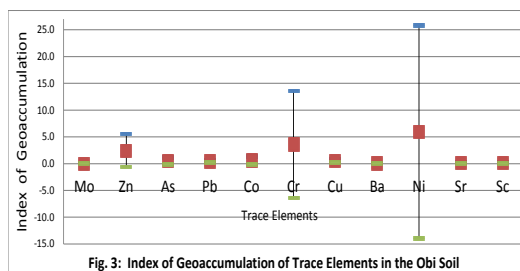 Index of Geoaccumulation
25.0
20.0
15.0
10.0
5.0
0.0
-5.0
-10.0
-15.0
Mo Zn As Pb Co Cr Cu Ba Ni Sr Sc
Trace Elements
Fig. 3: Index of Geoaccumulation of Trace Elements in the Obi Soil